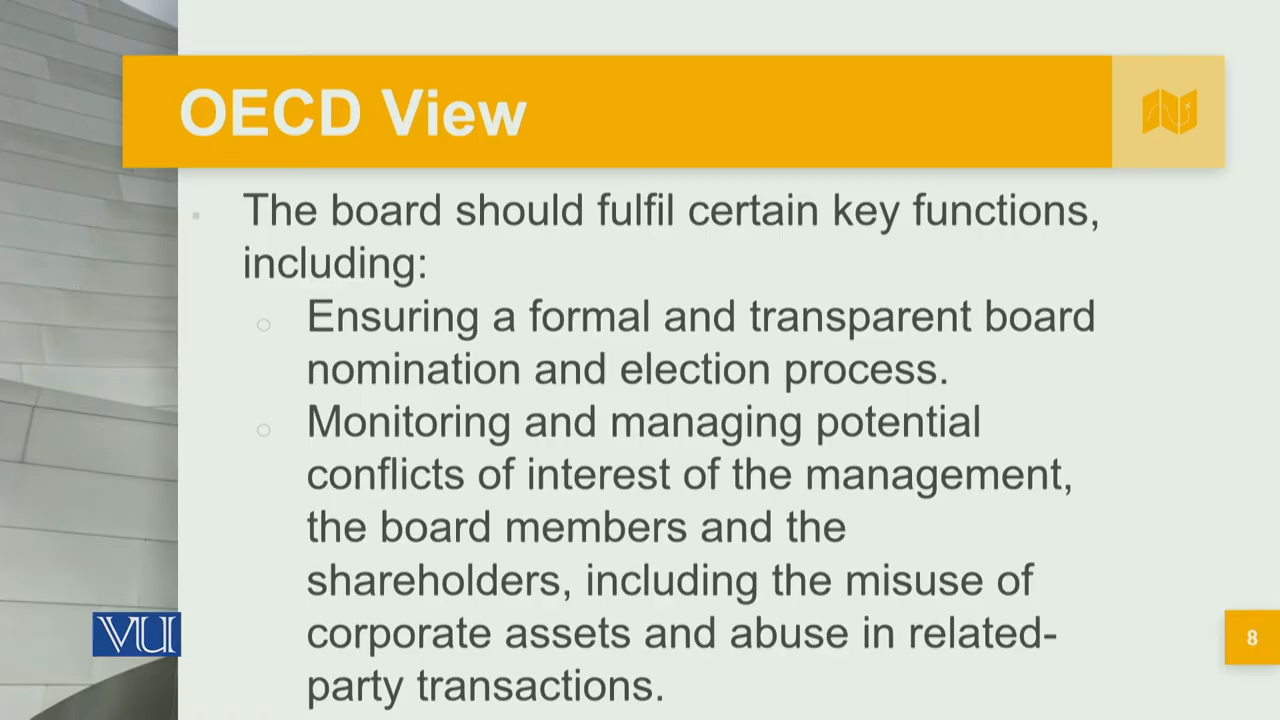 OECD View
The board should fulfil certain key functions,
including:
Ensuring a formal and transparent board
nomination and election process.
Monitoring and managing potential
conflicts of interest of the management,
the board members and the
shareholders, including the misuse of
corporate assets and abuse in related-
party transactions.
VU
8